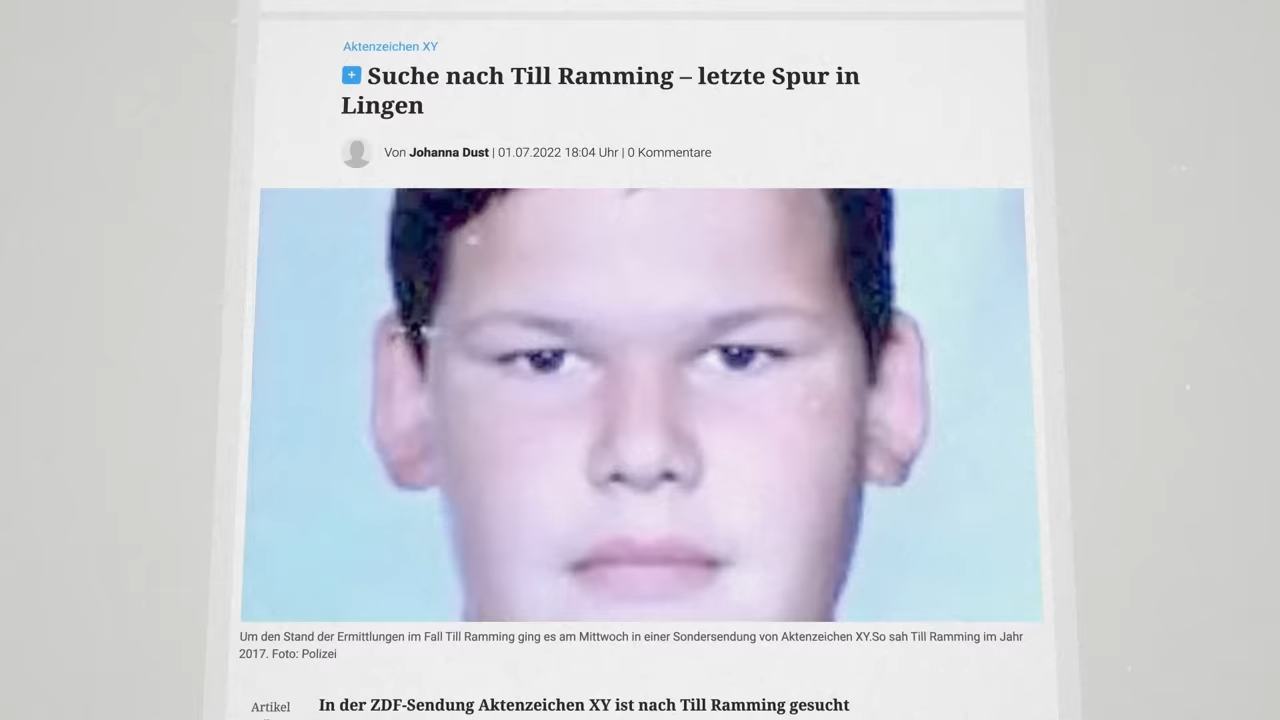 Aktenzeichen XY
+ Suche nach Till Ramming – letzte Spur in
Lingen
Von Johanna Dust | 01.07.2022 18:04 Uhr | 0 Kommentare
Um den Stand der Ermittlungen im Fall Till Ramming ging es am Mittwoch in einer Sondersendung von Aktenzeichen XY.So sah Till Ramming im Jahr
2017. Foto: Polizei
Artikel
In der ZDF-Sendung Aktenzeichen XY ist nach Till Ramming gesucht